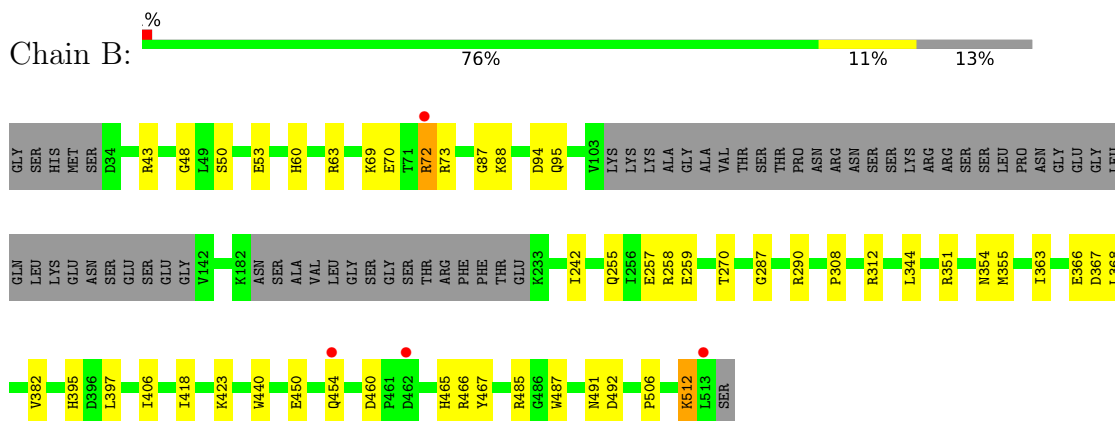 %
Chain B:
76% 11% 13%
GLY SER HIS MET SER D34 R43 G48 L49 S50 E53 H60 R63 K69 E70 T71 R72 R73 G87 K88 D94 Q95 V103 LYS LYS LYS ALA GLY ALA VAL THR SER THR PRO ASN ARG ASN SER SER LYS ARG ARG SER SER LEU PRO ASN GLY GLU GLY LEU
GLN LEU LYS GLU ASN SER GLU SER GLU GLY V142 K182 ASN SER ALA VAL LEU GLY SER GLY SER THR ARG PHE PHE THR GLU K233 I242 Q255 I256 E257 R258 E259 T270 G287 R290 P308 R312 L344 R351 N354 M355 I363 E366 D367 L368
V382 H395 D396 L397 I406 I418 K423 W440 E450 Q454 D460 P461 D462 H465 R466 Y467 R485 G486 W487 N491 D492 P506 K512 L513 SER